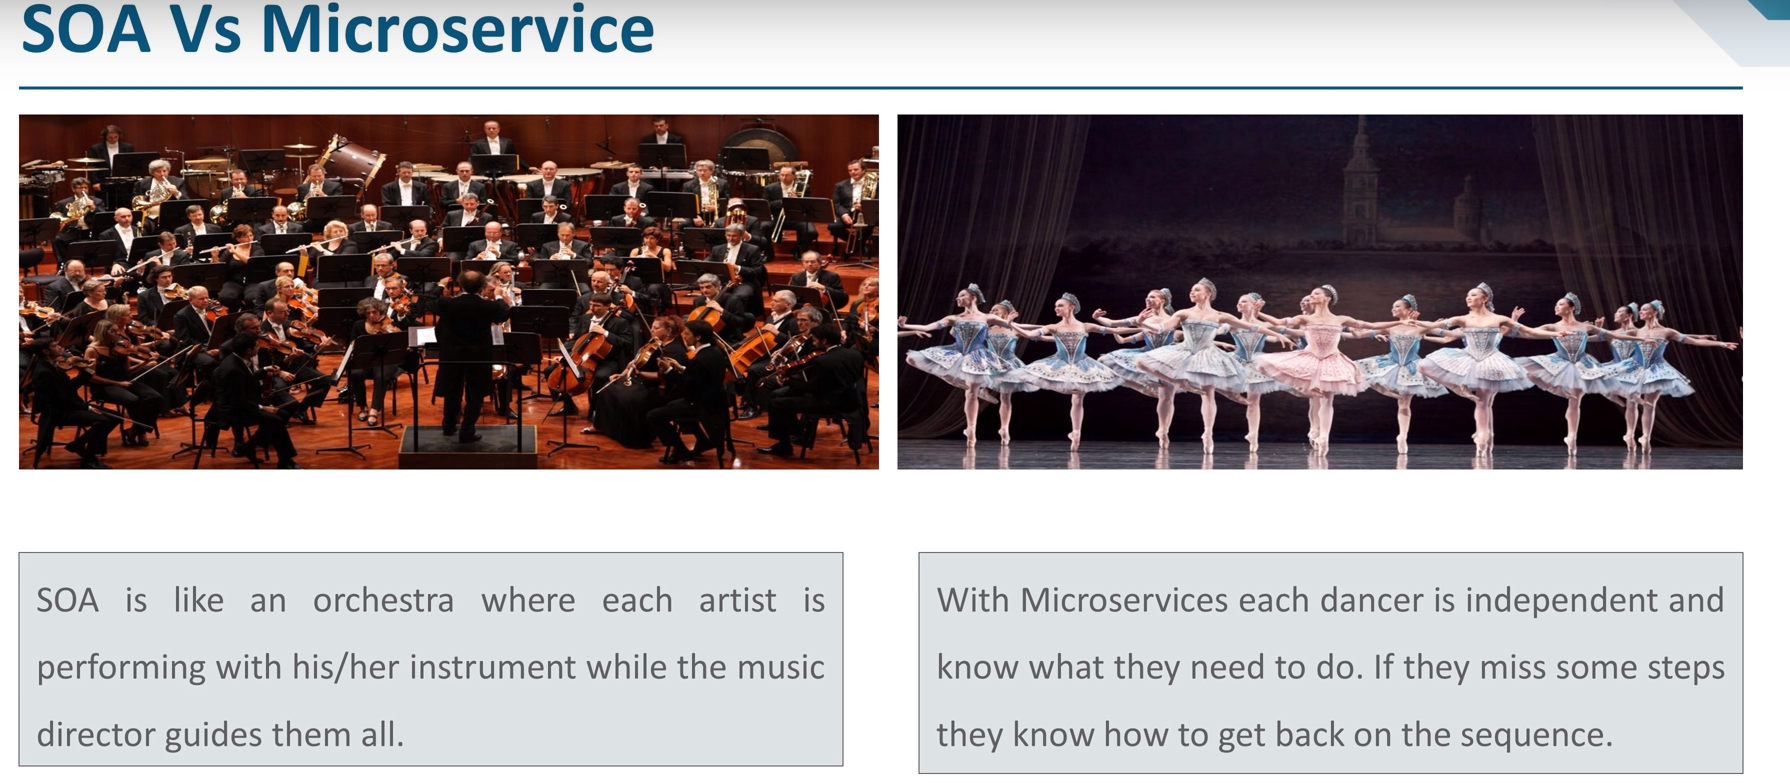 SOA Vs Microservice
SOA is like an orchestra where each artist is
performing with his/her instrument while the music
director guides them all.
With Microservices each dancer is independent and
know what they need to do. If they miss some steps
they know how to get back on the sequence.